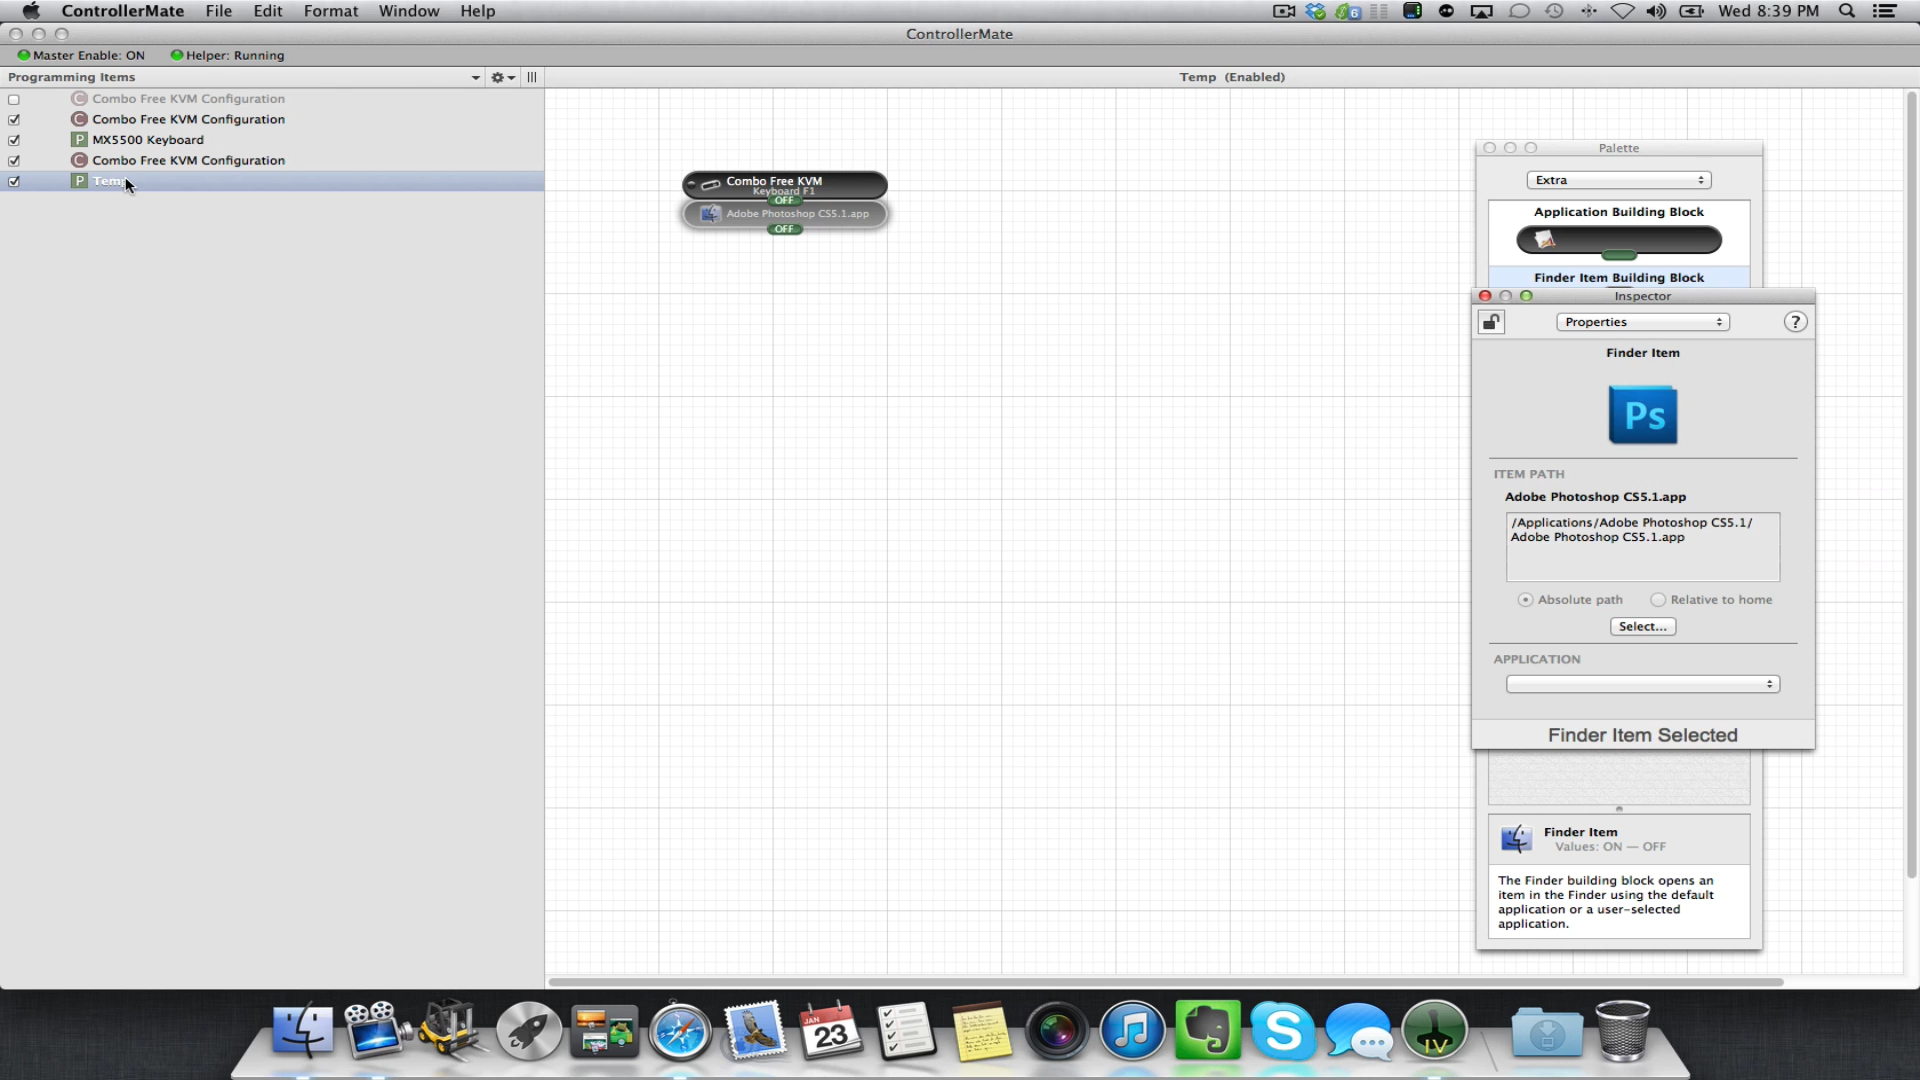 ControllerMate File Edit Format Window Help
6 Wed 8:39 PM
ControllerMate
Master Enable: ON Helper: Running
Programming Items
Temp (Enabled)
C Combo Free KVM Configuration
C Combo Free KVM Configuration
P MX5500 Keyboard
C Combo Free KVM Configuration
P Temp
Combo Free KVM
Keyboard F1
OFF
Adobe Photoshop CS5.1.app
OFF
Palette
Extra
Application Building Block
Finder Item Building Block
Inspector
Properties
?
Finder Item
Ps
ITEM PATH
Adobe Photoshop CS5.1.app
/Applications/Adobe Photoshop CS5.1/
Adobe Photoshop CS5.1.app
Absolute path Relative to home
Select...
APPLICATION
Finder Item Selected
Finder Item
Values: ON — OFF
The Finder building block opens an
item in the Finder using the default
application or a user-selected
application.
JAN
23
S
IV